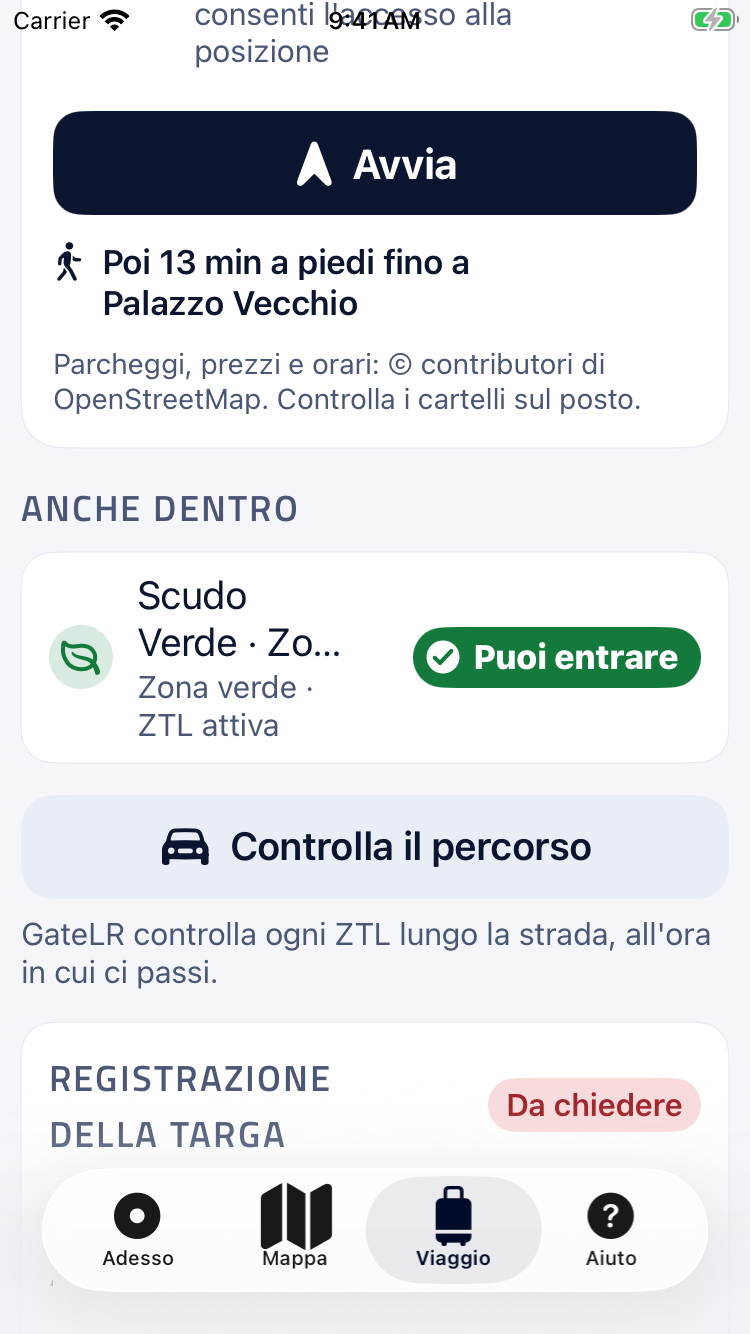 Carrier
9:41 AM
consenti l'accesso alla
posizione
Avvia
Poi 13 min a piedi fino a
Palazzo Vecchio
Parcheggi, prezzi e orari: © contributori di
OpenStreetMap. Controlla i cartelli sul posto.
ANCHE DENTRO
Scudo
Verde · Zo...
Zona verde ·
ZTL attiva
Puoi entrare
Controlla il percorso
GateLR controlla ogni ZTL lungo la strada, all'ora
in cui ci passi.
REGISTRAZIONE
DELLA TARGA
Da chiedere
Adesso
Mappa
Viaggio
Aiuto